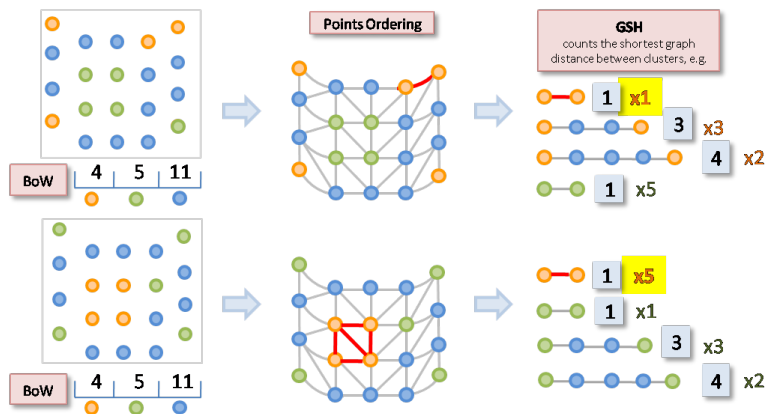 Points Ordering
GSH
counts the shortest graph
distance between clusters, e.g.
1 x1
3 x3
4 x2
1 x5
BoW 4 5 11
1 x5
1 x1
3 x3
4 x2
BoW 4 5 11